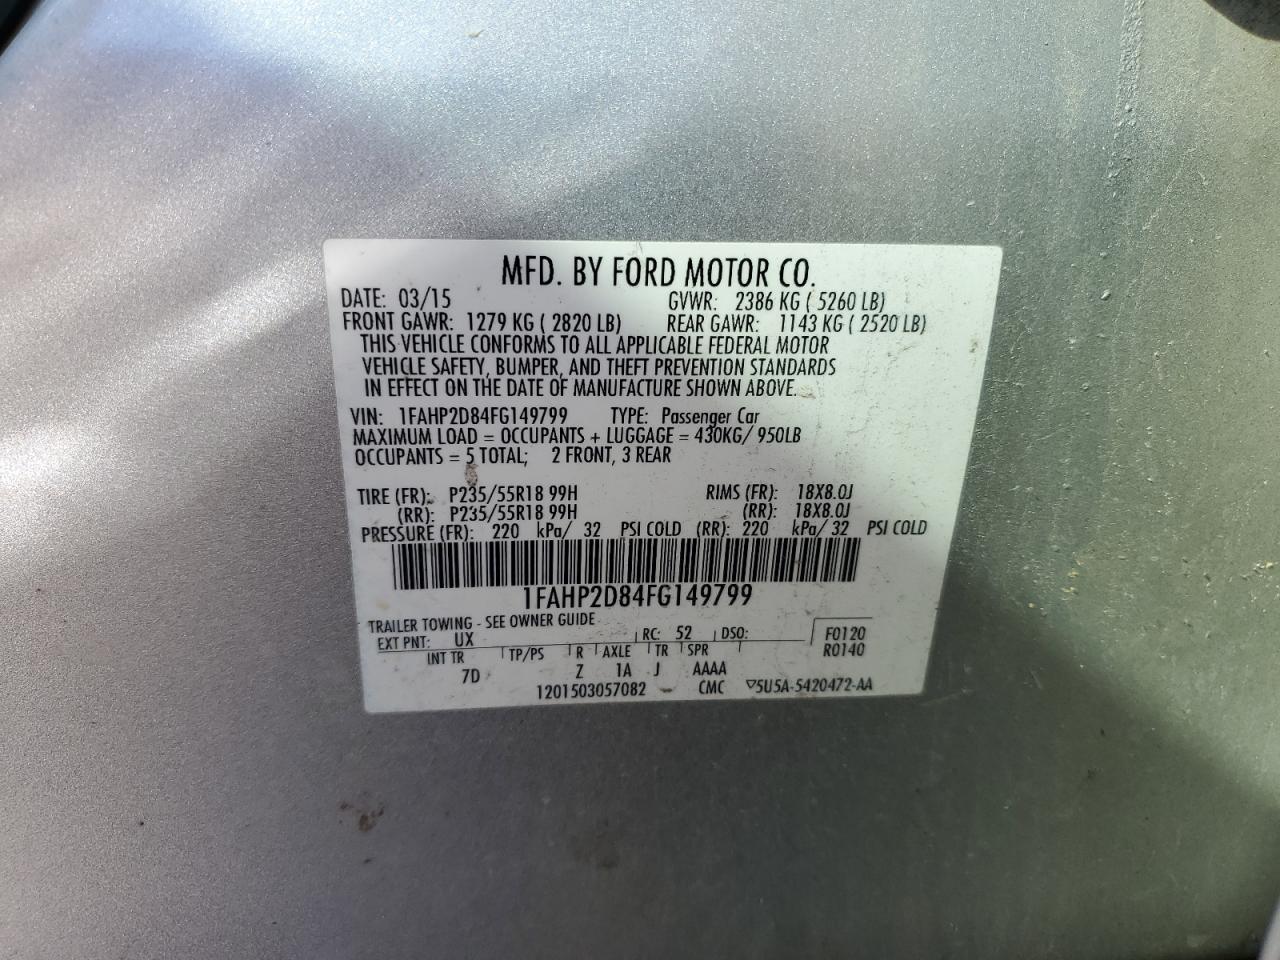 MFD. BY FORD MOTOR CO.
DATE: 03/15 GVWR: 2386 KG ( 5260 LB)
FRONT GAWR: 1279 KG ( 2820 LB) REAR GAWR: 1143 KG ( 2520 LB)
THIS VEHICLE CONFORMS TO ALL APPLICABLE FEDERAL MOTOR
VEHICLE SAFETY, BUMPER, AND THEFT PREVENTION STANDARDS
IN EFFECT ON THE DATE OF MANUFACTURE SHOWN ABOVE.
VIN: 1FAHP2D84FG149799 TYPE: Passenger Car
MAXIMUM LOAD = OCCUPANTS + LUGGAGE = 430KG/ 950LB
OCCUPANTS = 5 TOTAL; 2 FRONT, 3 REAR
TIRE (FR): P235/55R18 99H RIMS (FR): 18X8.0J
(RR): P235/55R18 99H (RR): 18X8.0J
PRESSURE (FR): 220 kPa/ 32 PSI COLD (RR): 220 kPa/ 32 PSI COLD
1FAHP2D84FG149799
TRAILER TOWING - SEE OWNER GUIDE
EXT PNT: UX RC: 52 DSO: F0120
INT TR TP/PS R AXLE TR SPR R0140
7D Z 1A J AAAA
1201503057082 CMC ▽5U5A-5420472-AA